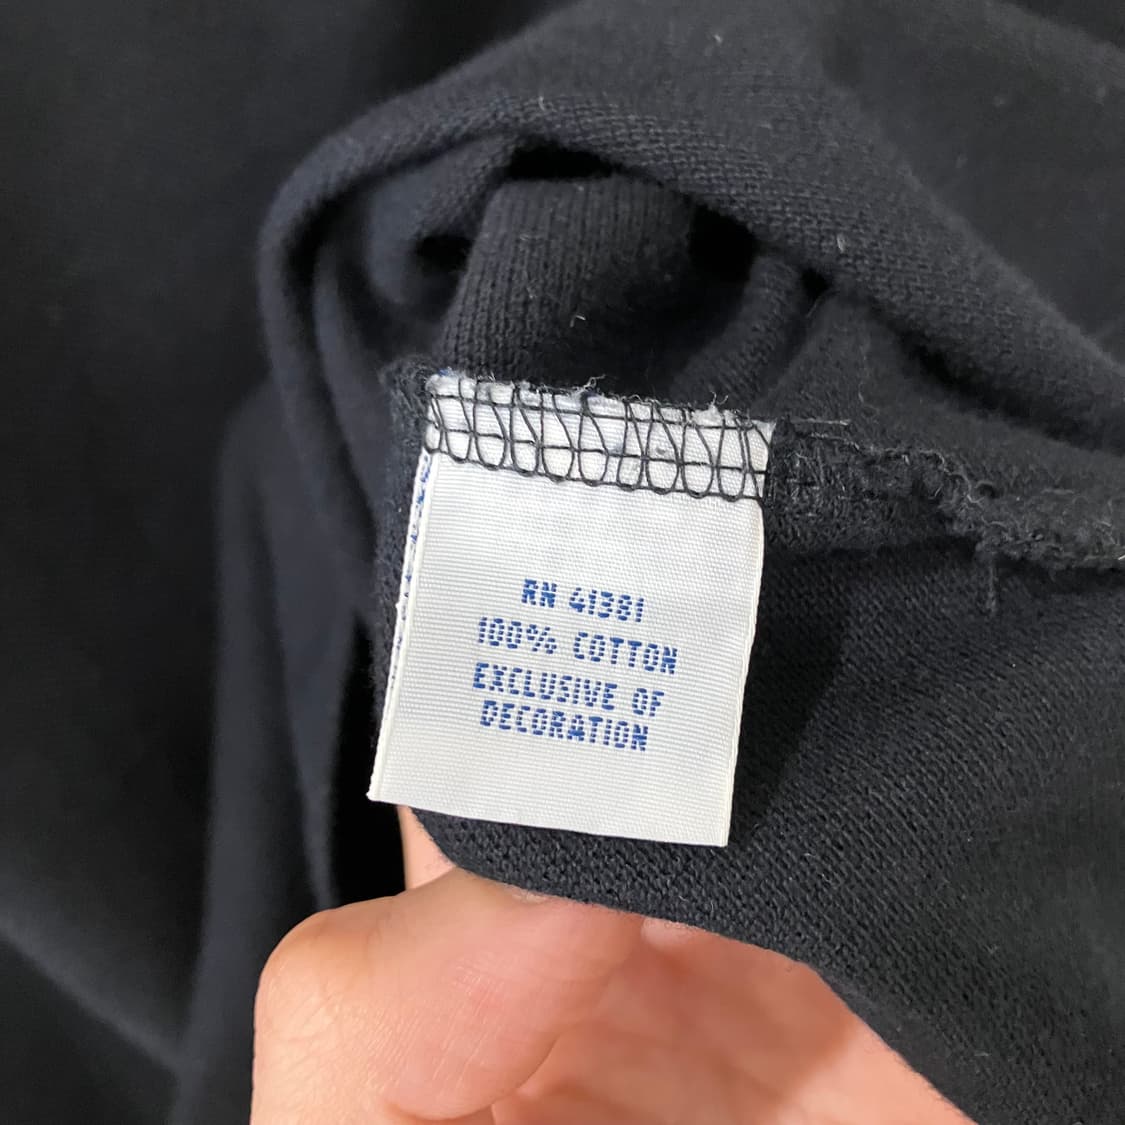 RN 41381
100% COTTON
EXCLUSIVE OF
DECORATION